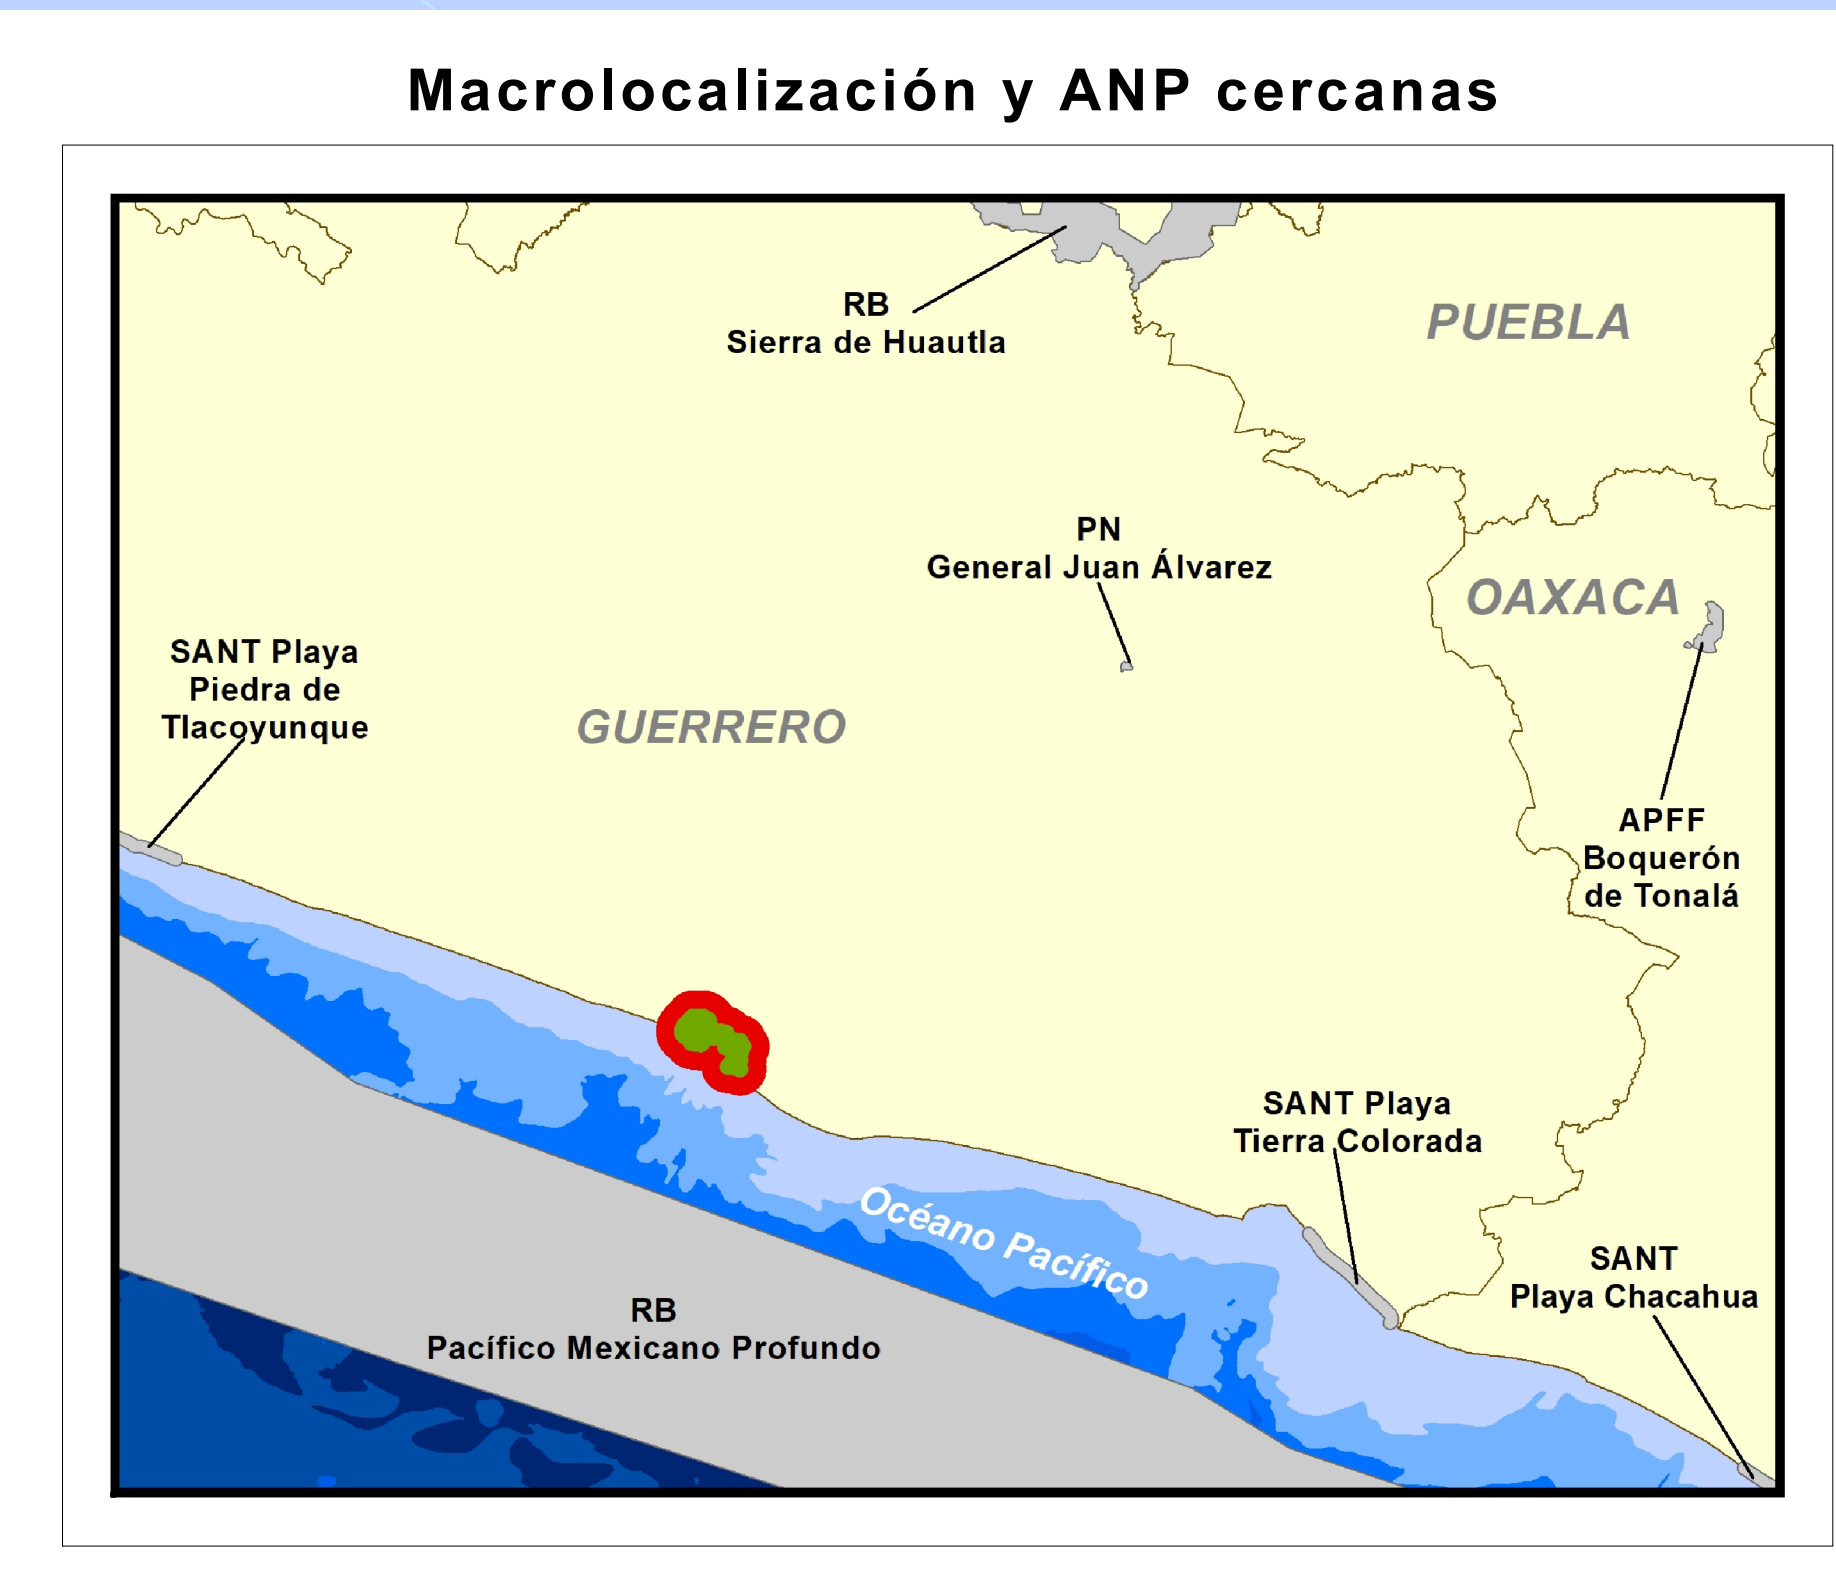 Macrolocalización y ANP cercanas
RB
Sierra de Huautla
PUEBLA
PN
General Juan Álvarez
OAXACA
SANT Playa
Piedra de
Tlacoyunque
GUERRERO
APFF
Boquerón
de Tonalá
SANT Playa
Tierra Colorada
Océano Pacífico
SANT
Playa Chacahua
RB
Pacífico Mexicano Profundo